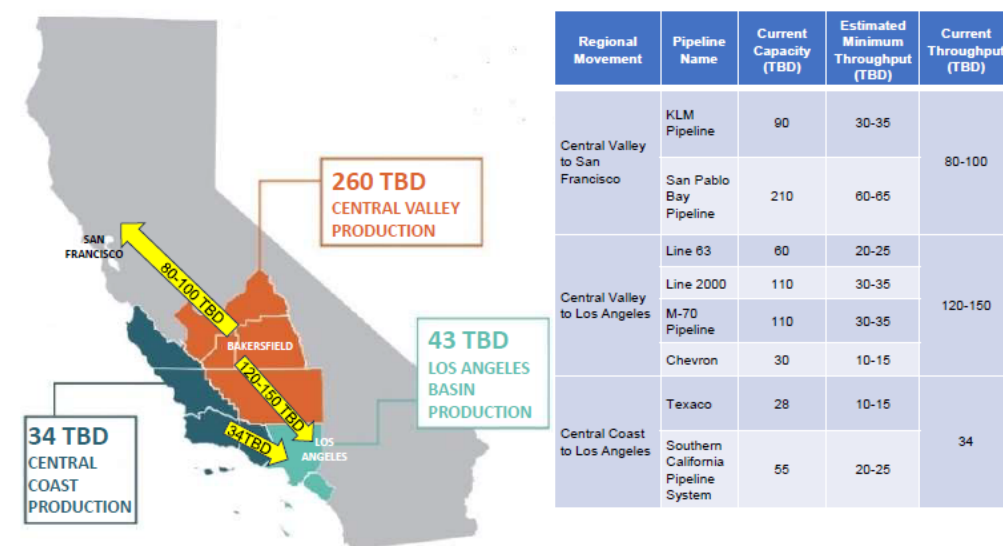 260 TBD
CENTRAL VALLEY
PRODUCTION
SAN
FRANCISCO
80-100 TBD
BAKERSFIELD
120-150 TBD
43 TBD
LOS ANGELES
BASIN
PRODUCTION
34TBD
LOS
ANGELES
34 TBD
CENTRAL
COAST
PRODUCTION
Regional
Movement
Pipeline
Name
Current
Capacity
(TBD)
Estimated
Minimum
Throughput
(TBD)
Current
Throughput
(TBD)
Central Valley
to San
Francisco
KLM
Pipeline
90
30-35
80-100
San Pablo
Bay
Pipeline
210
60-65
Central Valley
to Los Angeles
Line 63
60
20-25
120-150
Line 2000
110
30-35
M-70
Pipeline
110
30-35
Chevron
30
10-15
Central Coast
to Los Angeles
Texaco
28
10-15
34
Southern
California
Pipeline
System
55
20-25